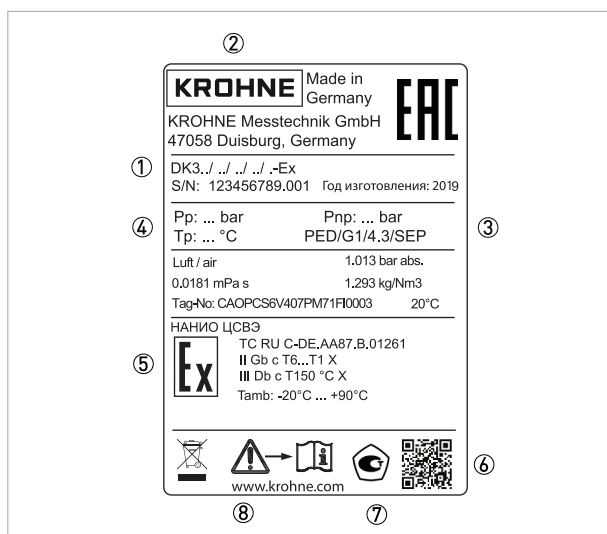 ②
KROHNE Made in Germany
EAC
KROHNE Messtechnik GmbH
47058 Duisburg, Germany
①
DK3../ ../ ../ ../ .-Ex
S/N: 123456789.001 Год изготовления: 2019
④
Pp: ... bar Pпр: ... bar
Tp: ... °C PED/G1/4.3/SEP
③
Luft / air 1.013 bar abs.
0.0181 mPa s 1.293 kg/Nm3
Tag-No: CAOPCS6V407PM71FI0003 20°C
НАНИО ЦСВЭ
⑤
Ex
TC RU C-DE.AA87.B.01261
II Gb c T6...T1 X
III Db c T150 °C X
Tamb: -20°C ... +90°C
⑥
www.krohne.com
⑧
⑦